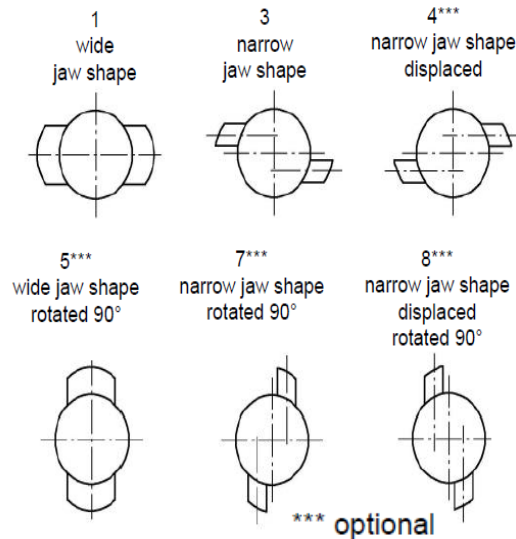 1
wide
jaw shape
3
narrow
jaw shape
4***
narrow jaw shape
displaced
5***
wide jaw shape
rotated 90°
7***
narrow jaw shape
rotated 90°
8***
narrow jaw shape
displaced
rotated 90°
*** optional